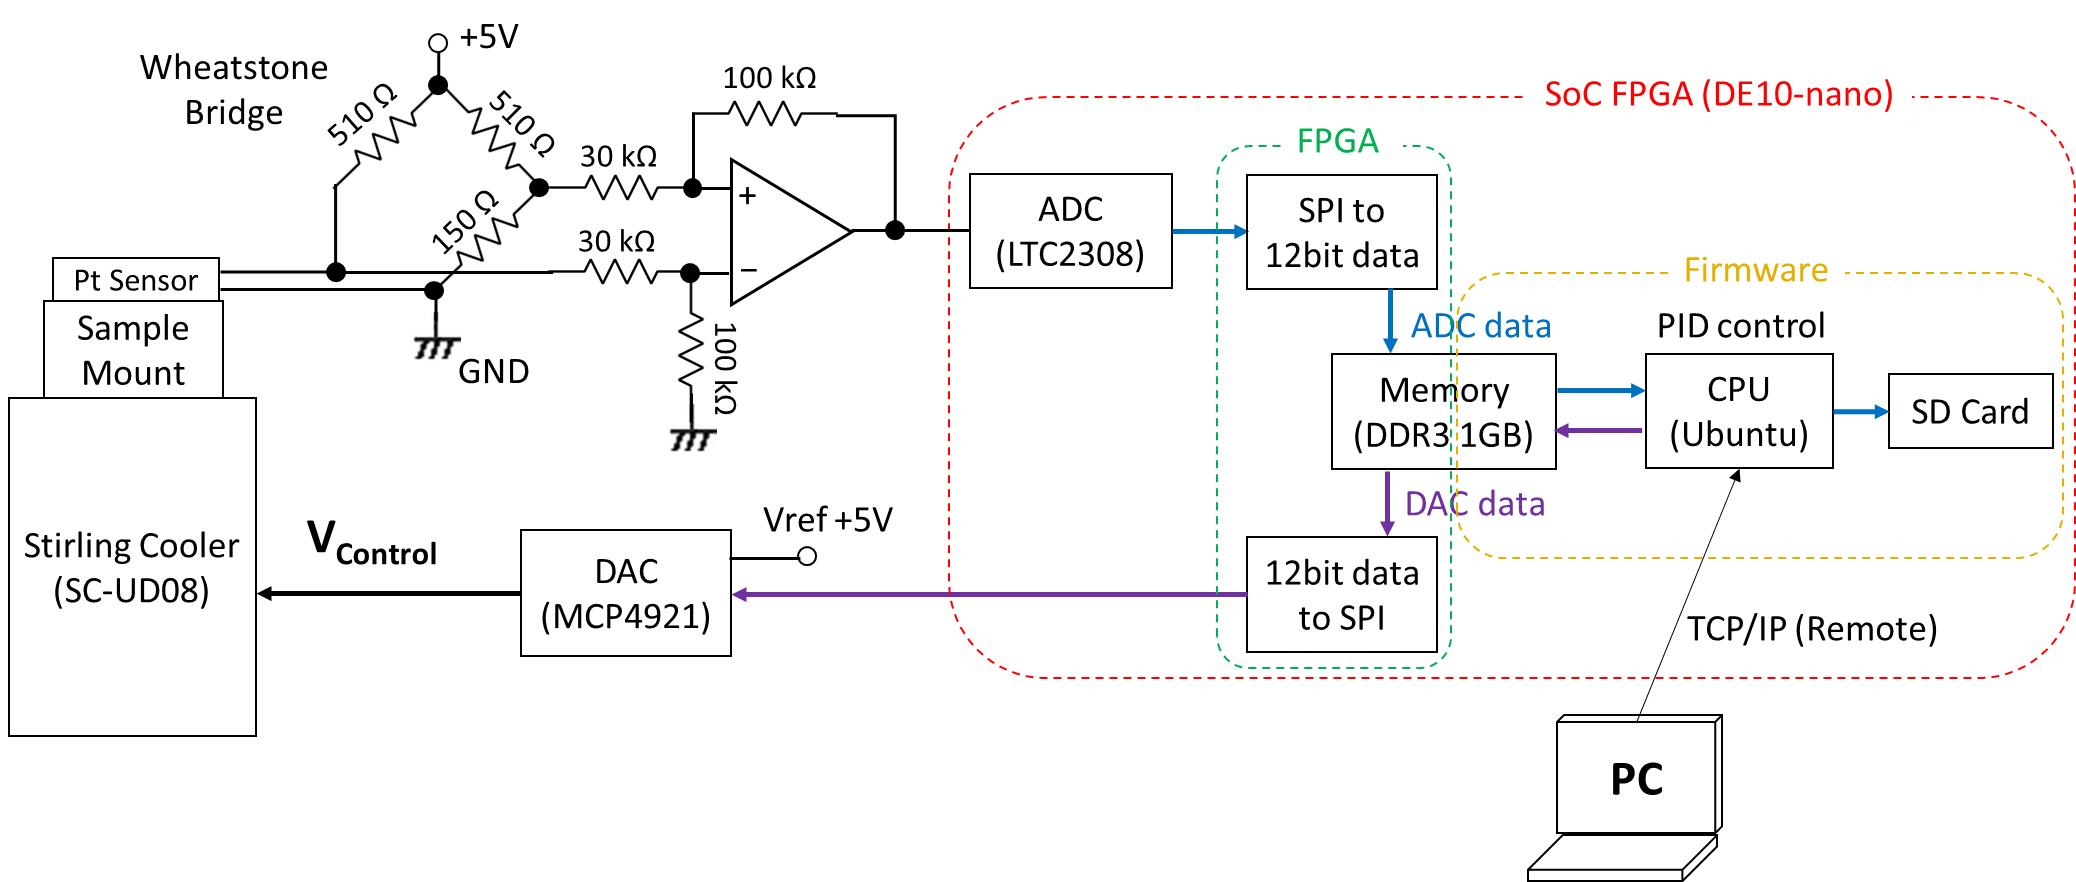 Wheatstone
Bridge
+5V
510 Ω
510 Ω
150 Ω
30 kΩ
30 kΩ
100 kΩ
100 kΩ
+
−
GND
Pt Sensor
Sample
Mount
Stirling Cooler
(SC-UD08)
VControl
DAC
(MCP4921)
Vref +5V
SoC FPGA (DE10-nano)
ADC
(LTC2308)
FPGA
SPI to
12bit data
ADC data
Firmware
PID control
Memory
(DDR3 1GB)
CPU
(Ubuntu)
SD Card
DAC data
12bit data
to SPI
TCP/IP (Remote)
PC